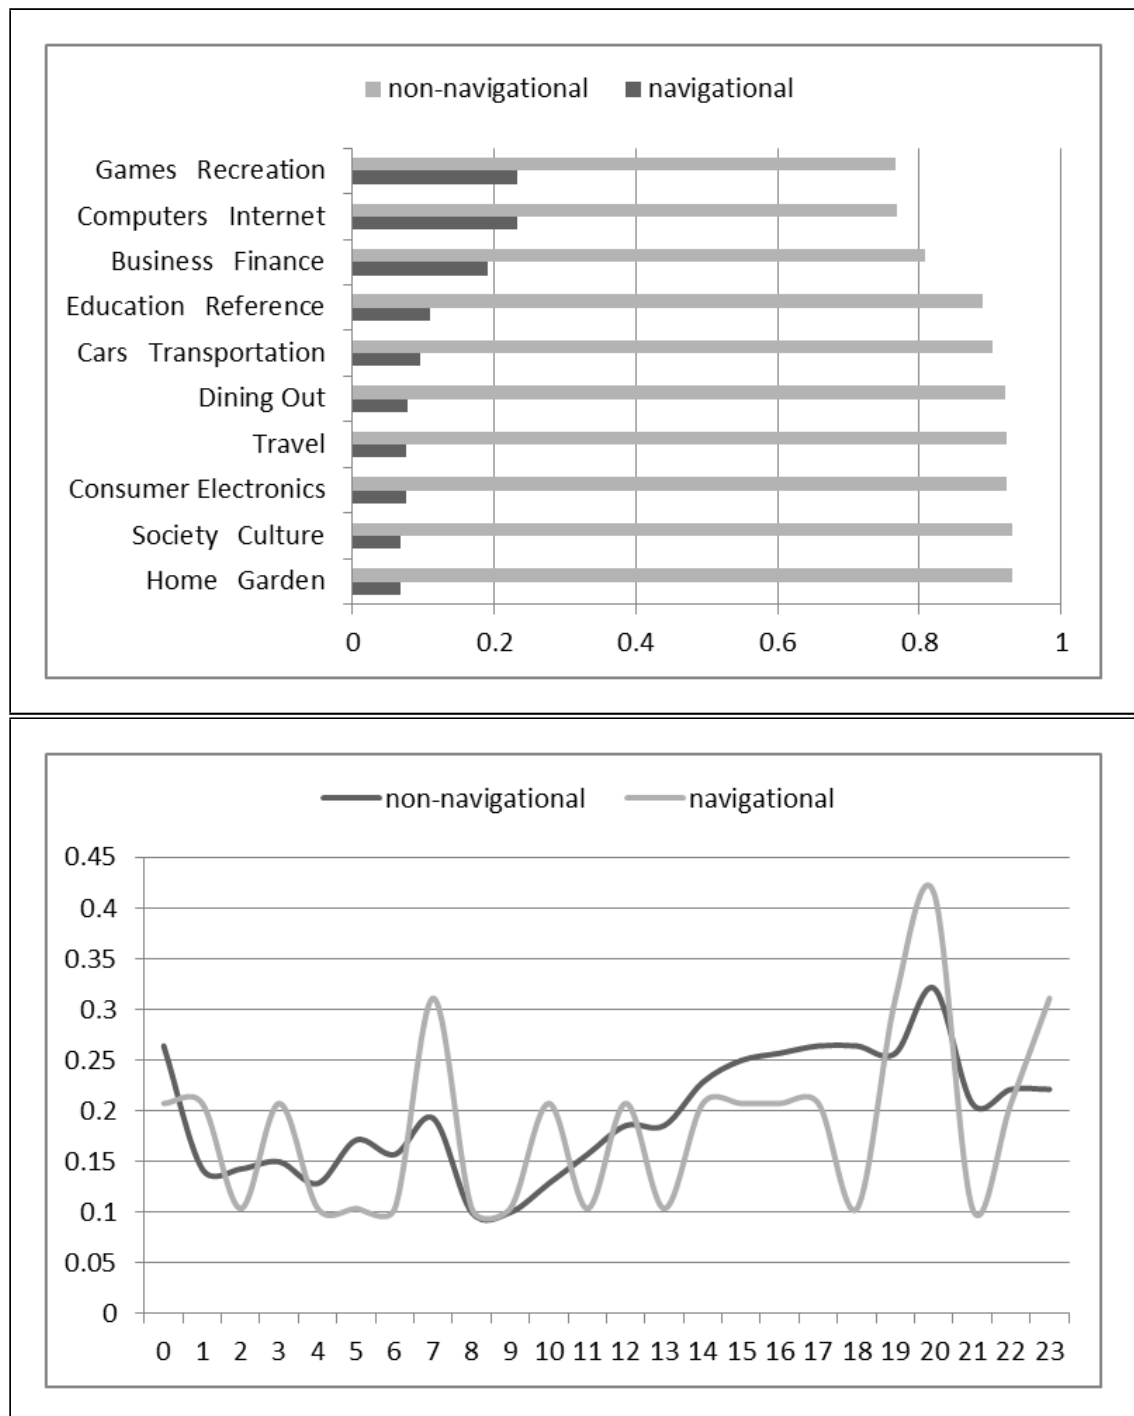 non-navigational navigational
Games Recreation
Computers Internet
Business Finance
Education Reference
Cars Transportation
Dining Out
Travel
Consumer Electronics
Society Culture
Home Garden
0 0.2 0.4 0.6 0.8 1
non-navigational navigational
0.45
0.4
0.35
0.3
0.25
0.2
0.15
0.1
0.05
0
0 1 2 3 4 5 6 7 8 9 10 11 12 13 14 15 16 17 18 19 20 21 22 23